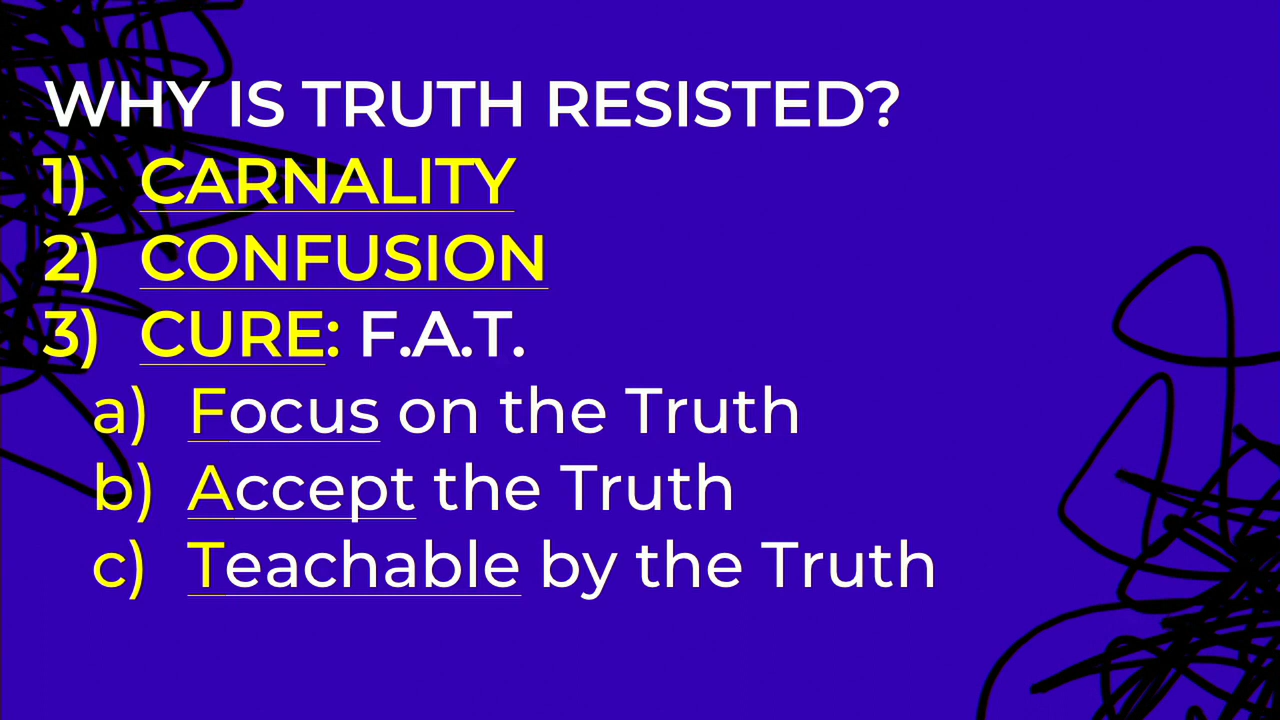 WHY IS TRUTH RESISTED?
1) CARNALITY
2) CONFUSION
3) CURE: F.A.T.
a) Focus on the Truth
b) Accept the Truth
c) Teachable by the Truth